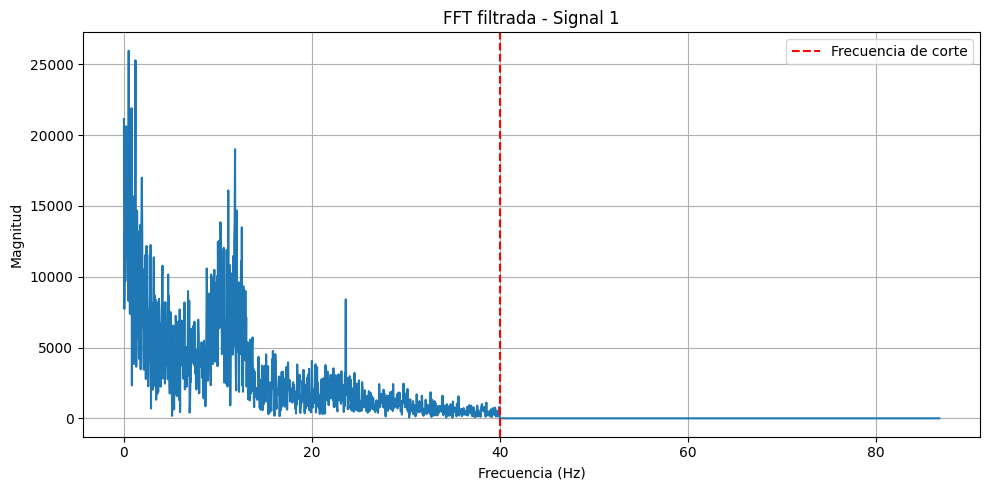 FFT filtrada - Signal 1
Frecuencia de corte
Magnitud
25000
20000
15000
10000
5000
0
0 20 40 60 80
Frecuencia (Hz)